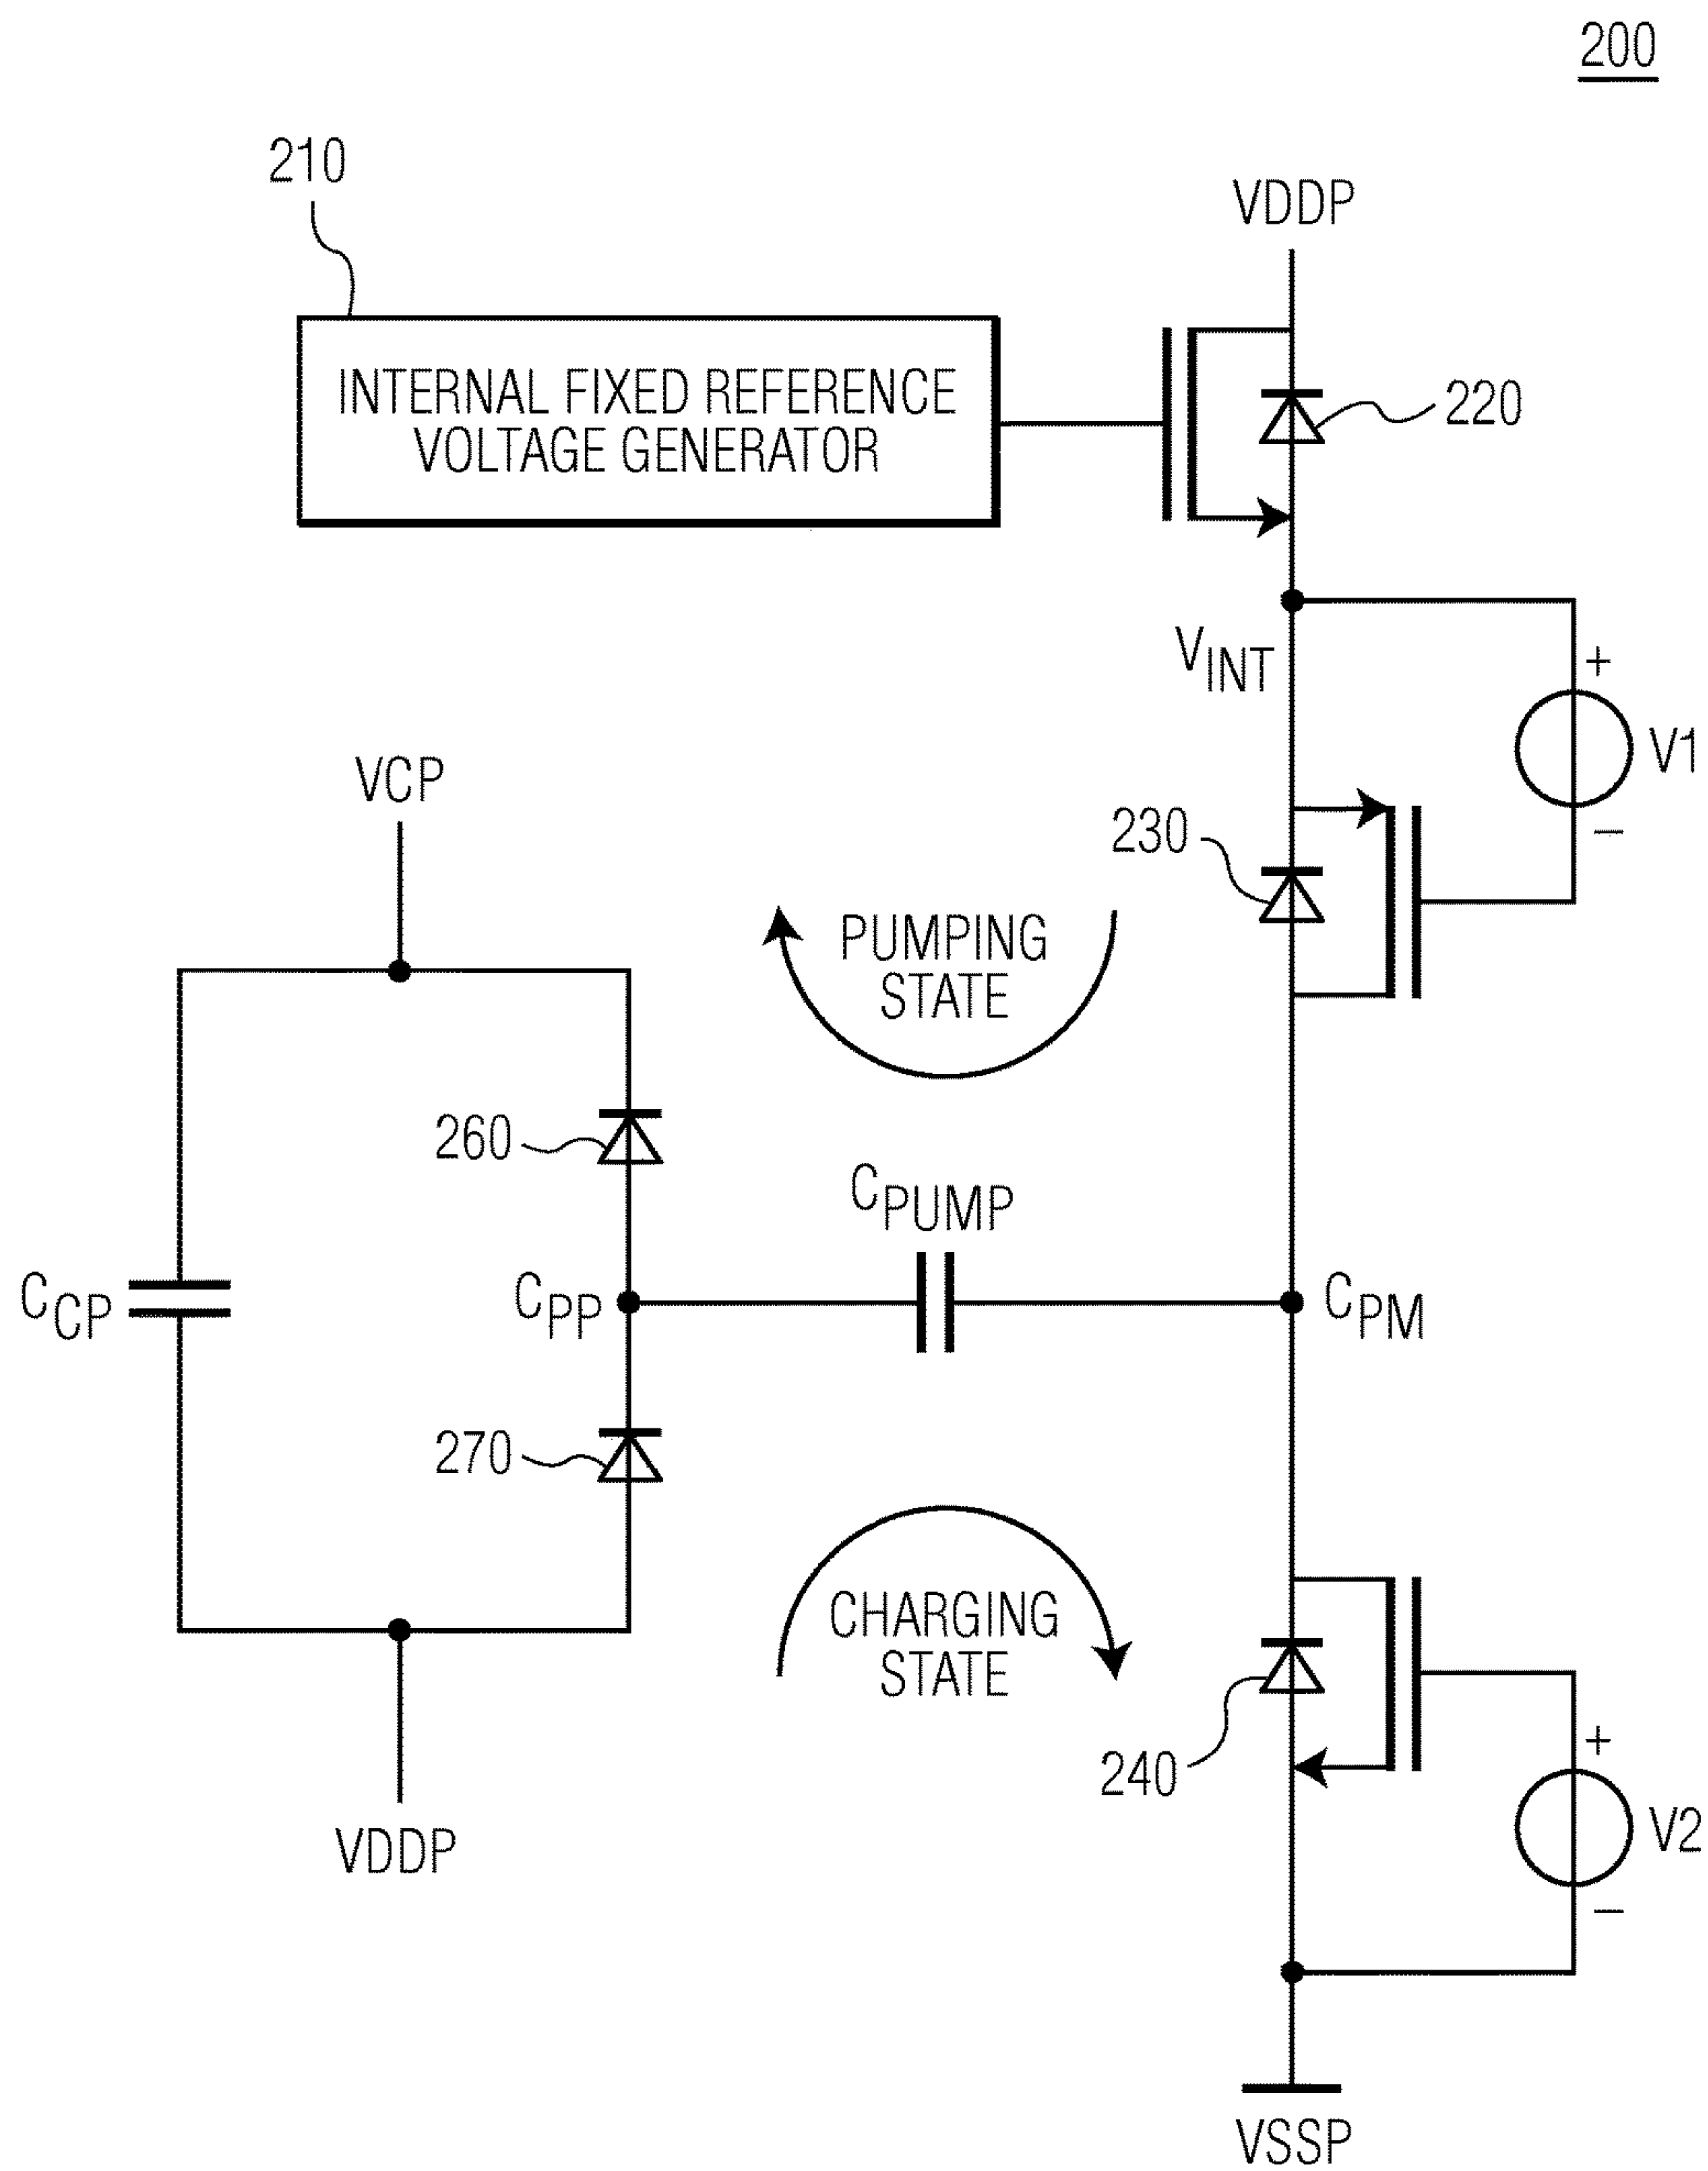 200
210
VDDP
INTERNAL FIXED REFERENCE
VOLTAGE GENERATOR
220
VINT
+
V1
−
VCP
230
PUMPING
STATE
260
CPUMP
CCP
CPP
CPM
270
CHARGING
STATE
240
+
V2
−
VDDP
VSSP